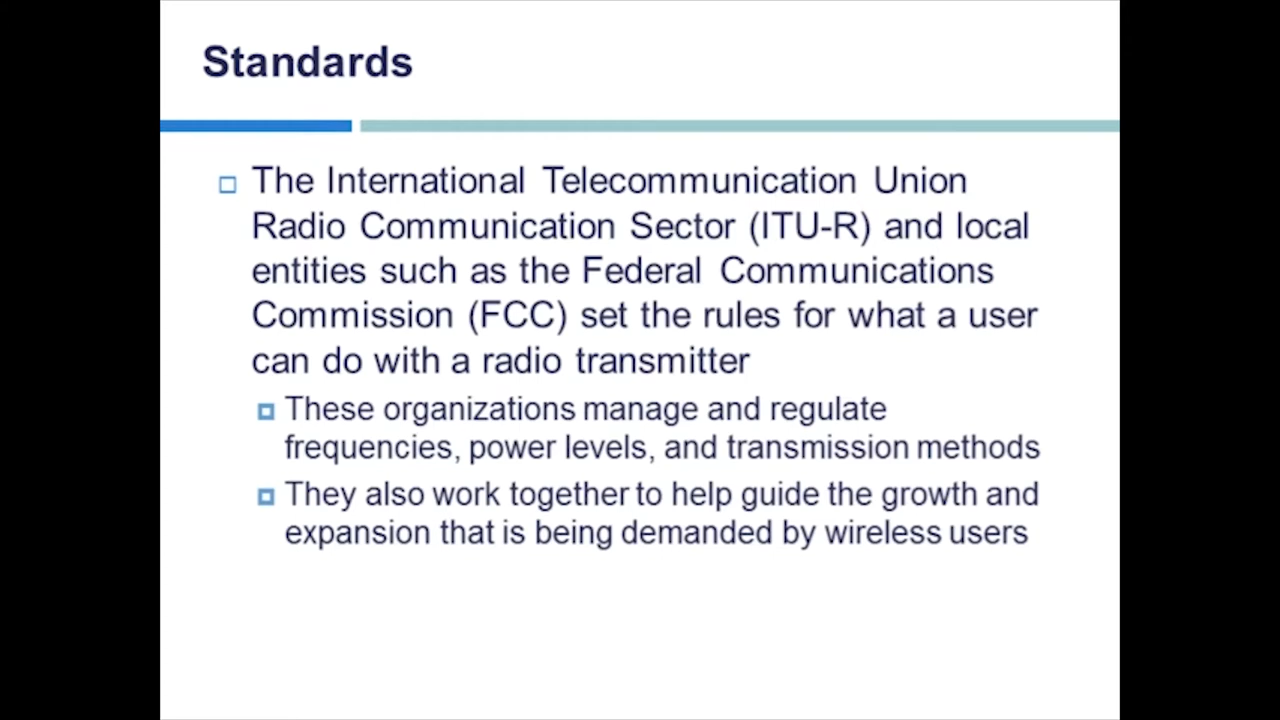 Standards
The International Telecommunication Union
Radio Communication Sector (ITU-R) and local
entities such as the Federal Communications
Commission (FCC) set the rules for what a user
can do with a radio transmitter
These organizations manage and regulate
frequencies, power levels, and transmission methods
They also work together to help guide the growth and
expansion that is being demanded by wireless users